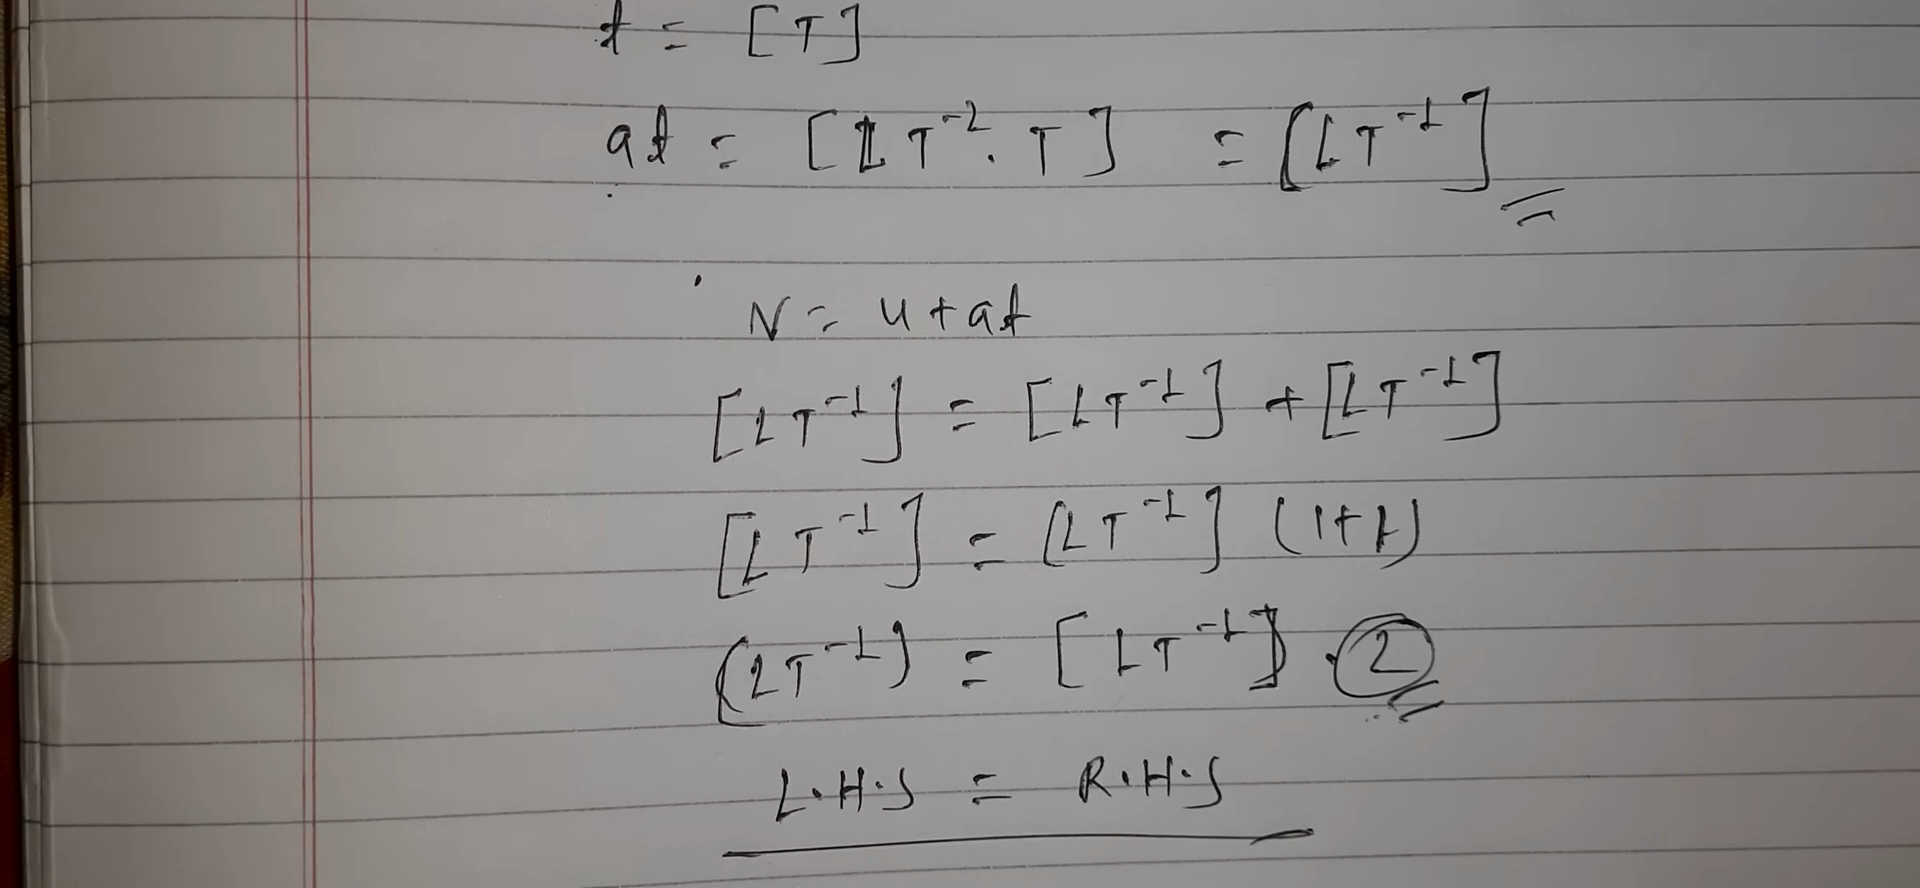 t = [T]
at = [LT⁻². T] = [LT⁻¹]
v = u + at
[LT⁻¹] = [LT⁻¹] + [LT⁻¹]
[LT⁻¹] = [LT⁻¹] (1+1)
(LT⁻¹) = [LT⁻¹] . 2
L.H.S = R.H.S